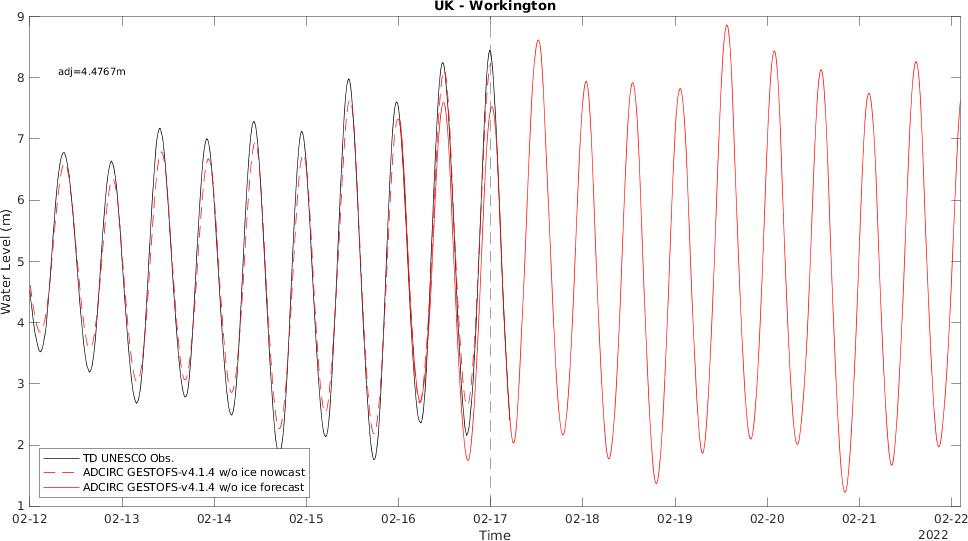 UK - Workington
9
8
7
6
5
4
3
2
1
Water Level (m)
adj=4.4767m
TD UNESCO Obs.
ADCIRC GESTOFS-v4.1.4 w/o ice nowcast
ADCIRC GESTOFS-v4.1.4 w/o ice forecast
02-12 02-13 02-14 02-15 02-16 02-17 02-18 02-19 02-20 02-21 02-22
Time
2022